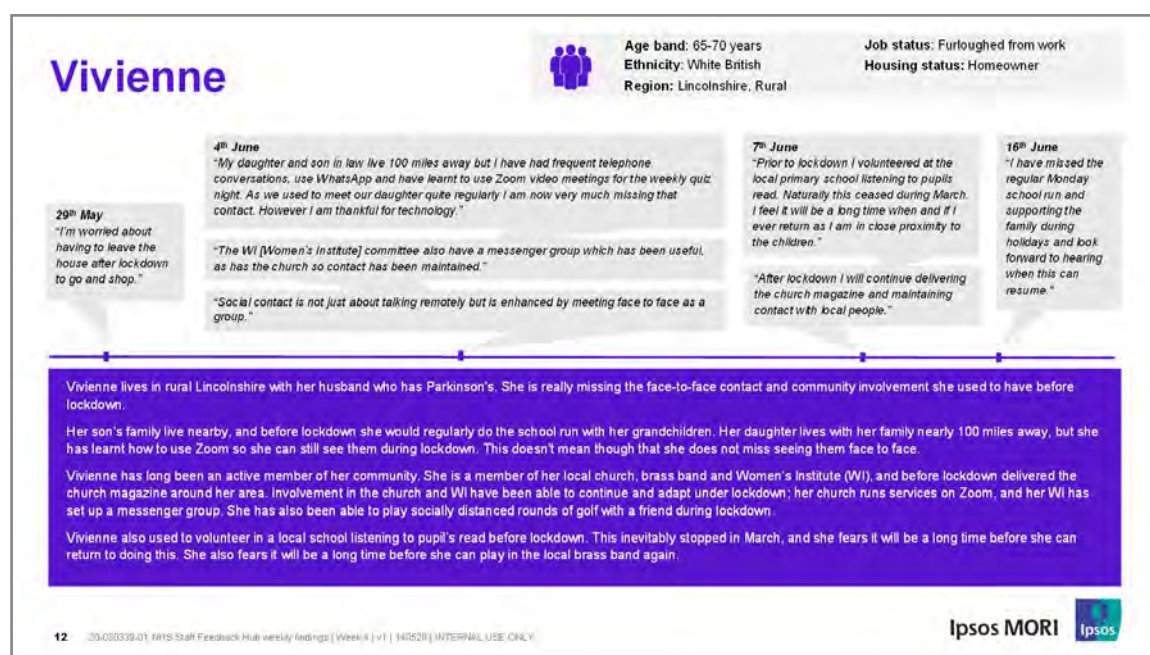 Vivienne
Age band: 65-70 years
Ethnicity: White British
Region: Lincolnshire, Rural
Job status: Furloughed from work
Housing status: Homeowner
29th May
"I'm worried about
having to leave the
house after lockdown
to go and shop."
4th June
"My daughter and son in law live 100 miles away but I have had frequent telephone
conversations, use WhatsApp and have learnt to use Zoom video meetings for the weekly quiz
night. As we used to meet our daughter quite regularly I am now very much missing that
contact. However I am thankful for technology."
"The WI [Women's Institute] committee also have a messenger group which has been useful,
as has the church so contact has been maintained."
"Social contact is not just about talking remotely but is enhanced by meeting face to face as a
group."
7th June
"Prior to lockdown I volunteered at the
local primary school listening to pupils
read. Naturally this ceased during March.
I feel it will be a long time when and if I
ever return as I am in close proximity to
the children."
"After lockdown I will continue delivering
the church magazine and maintaining
contact with local people."
16th June
"I have missed the
regular Monday
school run and
supporting the
family during
holidays and look
forward to hearing
when this can
resume."
Vivienne lives in rural Lincolnshire with her husband who has Parkinson's. She is really missing the face-to-face contact and community involvement she used to have before
lockdown.
Her son's family live nearby, and before lockdown she would regularly do the school run with her grandchildren. Her daughter lives with her family nearly 100 miles away, but she
has learnt how to use Zoom so she can still see them during lockdown. This doesn't mean though that she does not miss seeing them face to face.
Vivienne has long been an active member of her community. She is a member of her local church, brass band and Women's Institute (WI), and before lockdown delivered the
church magazine around her area. Involvement in the church and WI have been able to continue and adapt under lockdown; her church runs services on Zoom, and her WI has
set up a messenger group. She has also been able to play socially distanced rounds of golf with a friend during lockdown.
Vivienne also used to volunteer in a local school listening to pupil's read before lockdown. This inevitably stopped in March, and she fears it will be a long time before she can
return to doing this. She also fears it will be a long time before she can play in the local brass band again.
12
NHS Staff Feedback Hub weekly findings | Week 4 | v1 | | INTERNAL USE ONLY
Ipsos MORI
Ipsos